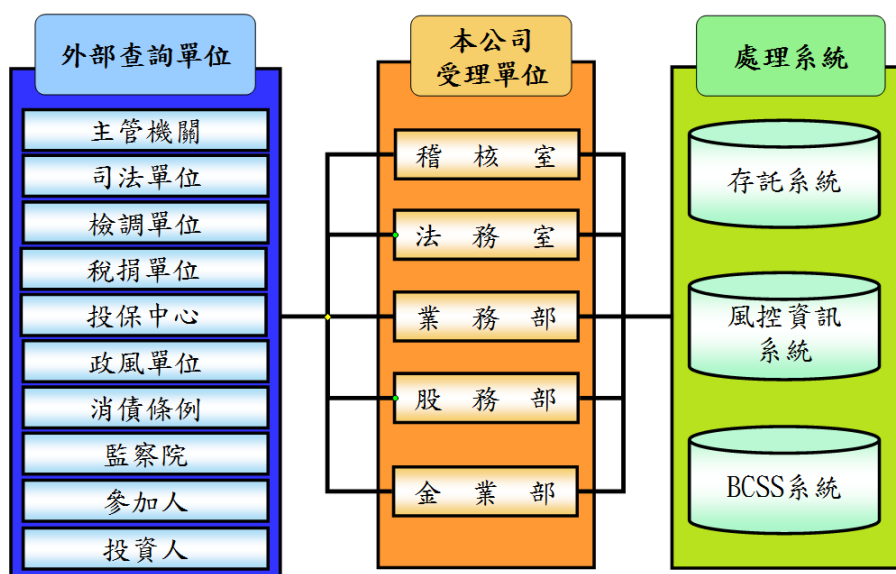 外部查詢單位
主管機關
司法單位
檢調單位
稅捐單位
投保中心
政風單位
消債條例
監察院
參加人
投資人
本公司
受理單位
稽核室
法務室
業務部
股務部
金業部
處理系統
存託系統
風控資訊
系統
BCSS系統